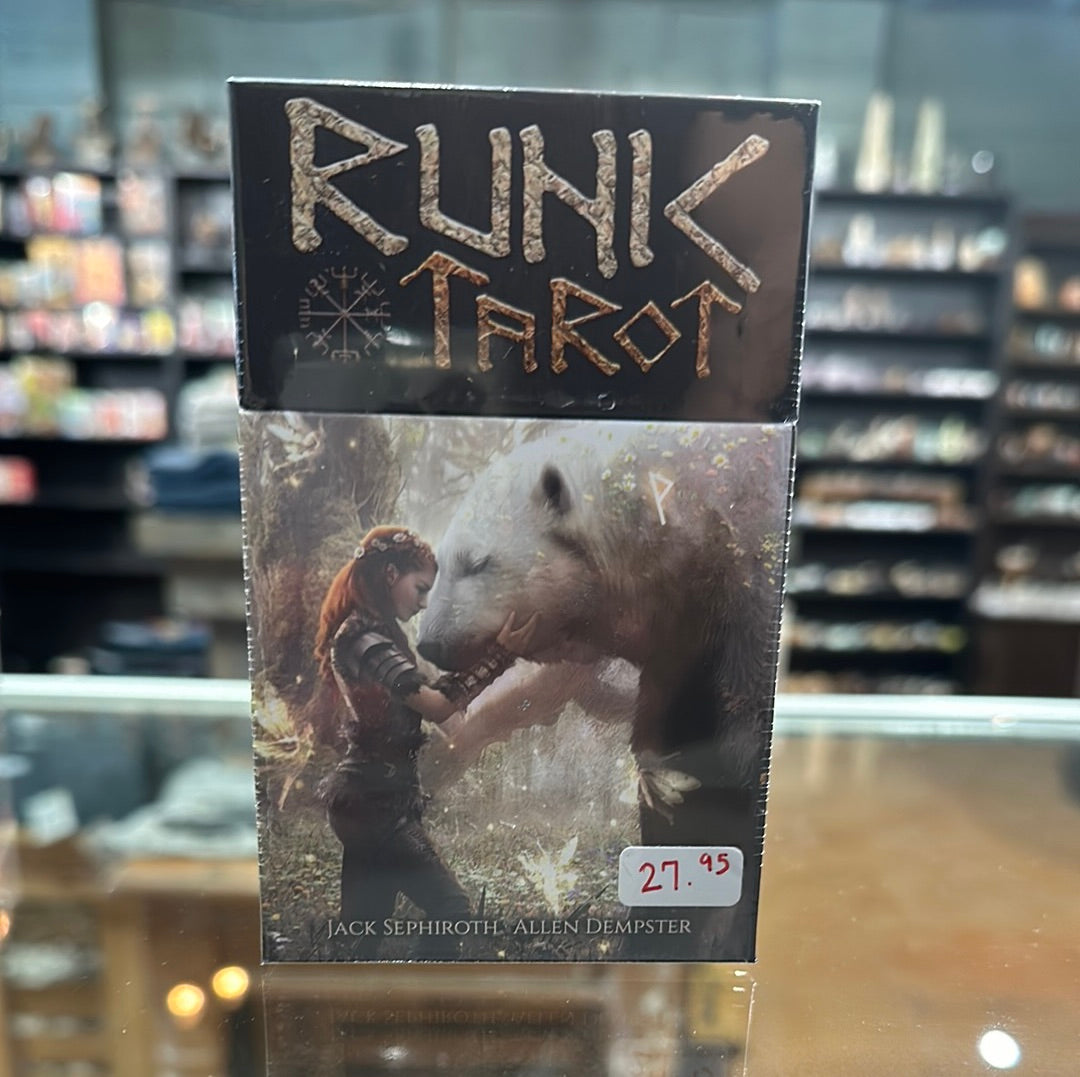 RUNIC
TAROT
ᚹ
27.95
JACK SEPHIROTH ALLEN DEMPSTER